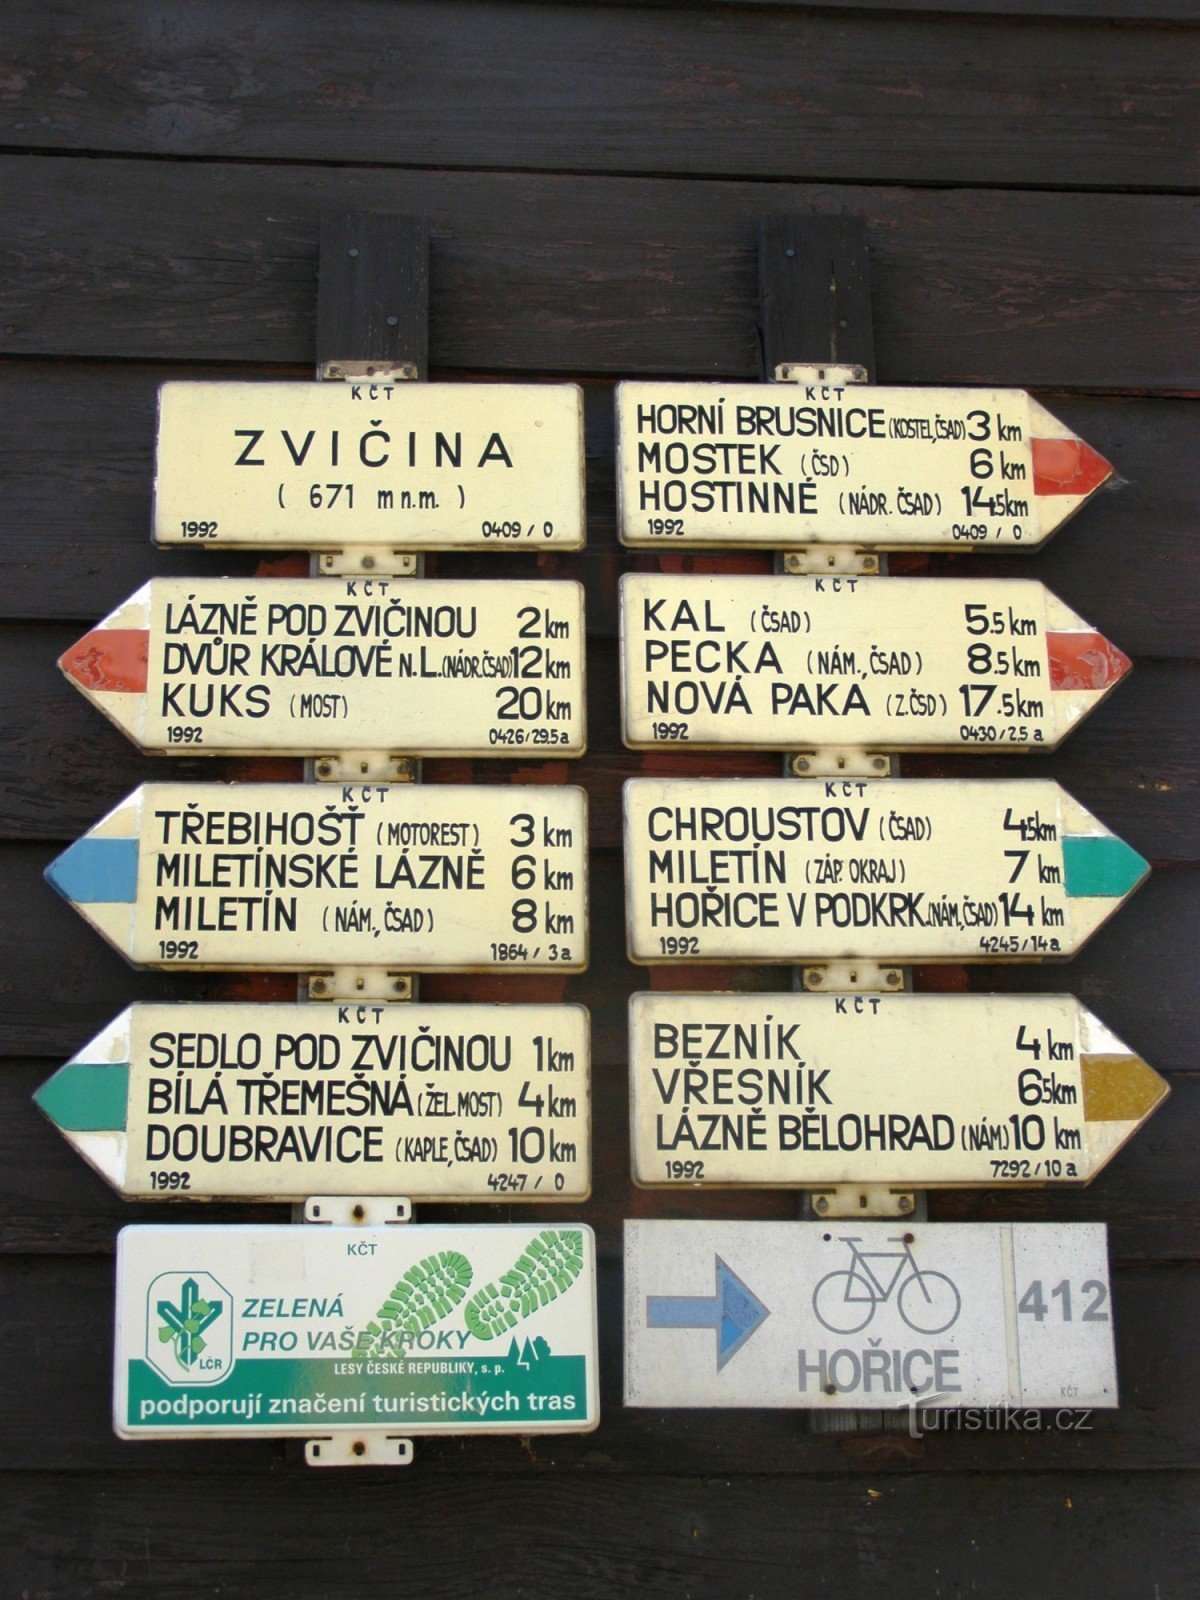 KČT
ZVIČINA
( 671 m n.m. )
1992 0409 / 0
KČT
LÁZNĚ POD ZVIČINOU 2 km
DVŮR KRÁLOVÉ N.L.(NÁDR.ČSAD) 12 km
KUKS (MOST) 20 km
1992 0426/29.5 a
KČT
TŘEBIHOŠŤ (MOTOREST) 3 km
MILETÍNSKÉ LÁZNĚ 6 km
MILETÍN (NÁM., ČSAD) 8 km
1992 1864 / 3 a
KČT
SEDLO POD ZVIČINOU 1 km
BÍLÁ TŘEMEŠNÁ (ŽEL.MOST) 4 km
DOUBRAVICE (KAPLE, ČSAD) 10 km
1992 4247 / 0
KČT
ZELENÁ
PRO VAŠE KROKY
LČR
LESY ČESKÉ REPUBLIKY, s. p.
podporují značení turistických tras
KČT
HORNÍ BRUSNICE (KOSTEL, ČSAD) 3 km
MOSTEK (ČSD) 6 km
HOSTINNÉ (NÁDR. ČSAD) 14.5 km
1992 0409 / 0
KČT
KAL (ČSAD) 5.5 km
PECKA (NÁM., ČSAD) 8.5 km
NOVÁ PAKA (Z.ČSD) 17.5 km
1992 0430 / 2,5 a
KČT
CHROUSTOV (ČSAD) 4.5 km
MILETÍN (ZÁP. OKRAJ) 7 km
HOŘICE V PODKRK.(NÁM,ČSAD) 14 km
1992 4245/14 a
KČT
BEZNÍK 4 km
VŘESNÍK 6.5 km
LÁZNĚ BĚLOHRAD (NÁM.) 10 km
1992 7292 / 10 a
412
HOŘICE
KČT
Turistika.cz